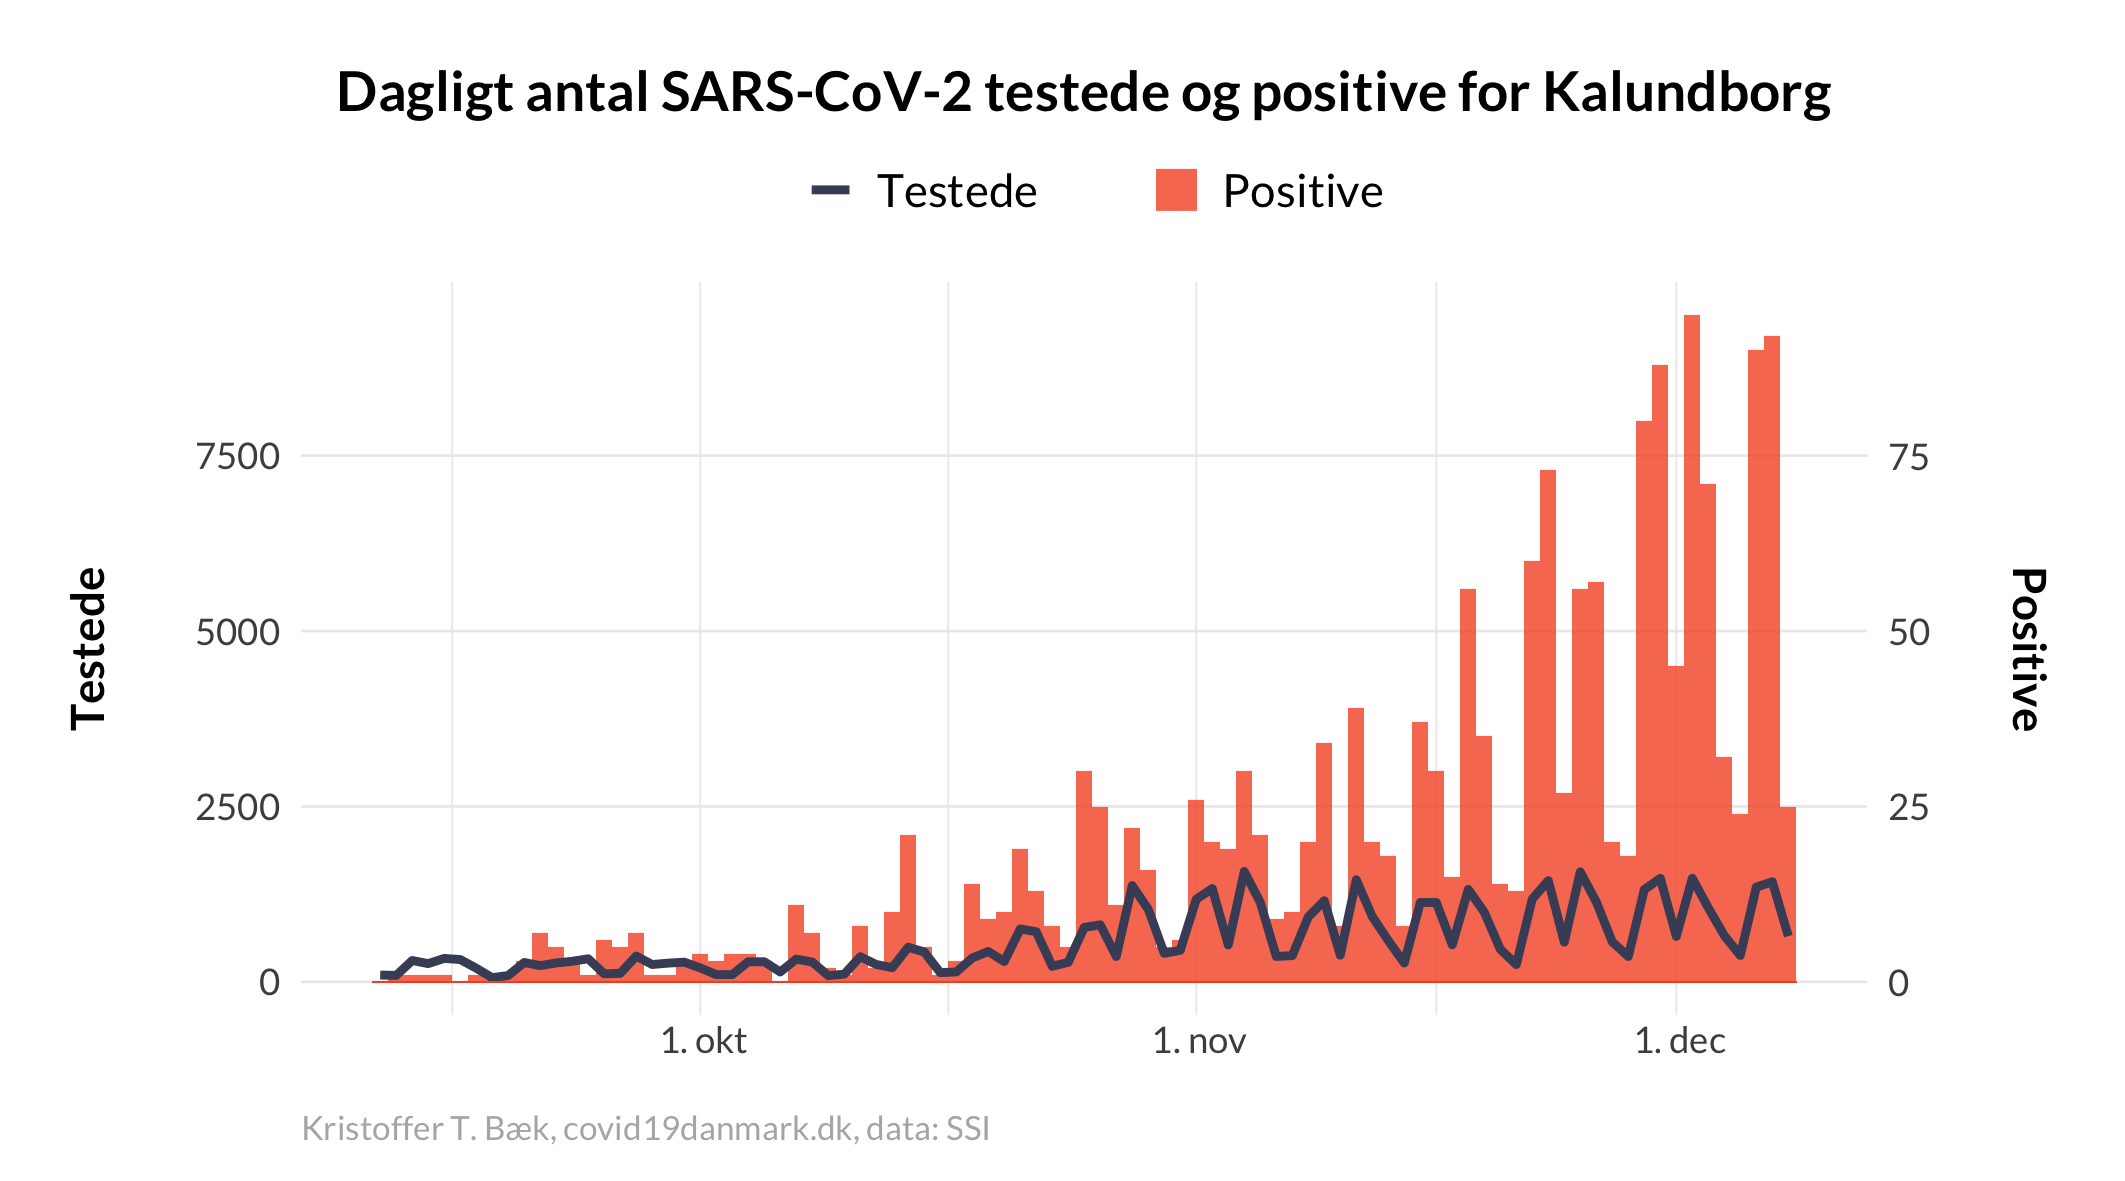 Dagligt antal SARS-CoV-2 testede og positive for Kalundborg
Testede
Positive
7500
5000
2500
0
75
50
25
0
Testede
Positive
1. okt
1. nov
1. dec
Kristoffer T. Bæk, covid19danmark.dk, data: SSI